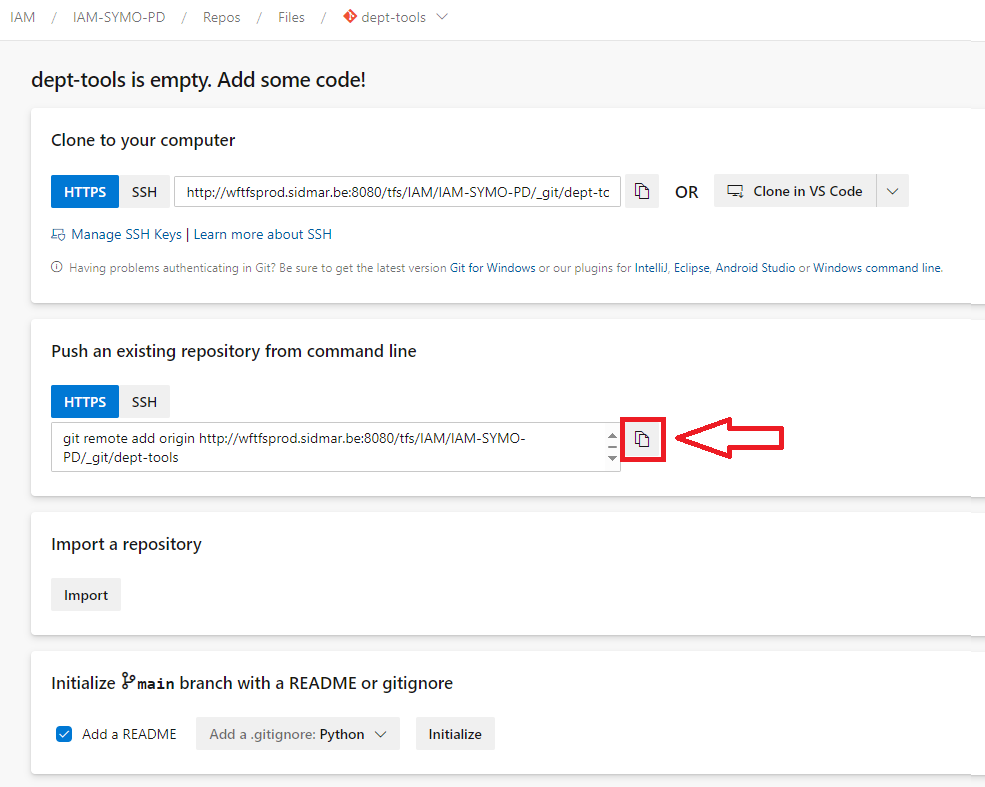 IAM / IAM-SYMO-PD / Repos / Files / dept-tools
dept-tools is empty. Add some code!
Clone to your computer
HTTPS SSH http://wftfsprod.sidmar.be:8080/tfs/IAM/IAM-SYMO-PD/_git/dept-tc OR Clone in VS Code
Manage SSH Keys | Learn more about SSH
Having problems authenticating in Git? Be sure to get the latest version Git for Windows or our plugins for IntelliJ, Eclipse, Android Studio or Windows command line.
Push an existing repository from command line
HTTPS SSH
git remote add origin http://wftfsprod.sidmar.be:8080/tfs/IAM/IAM-SYMO-
PD/_git/dept-tools
Import a repository
Import
Initialize main branch with a README or gitignore
Add a README Add a .gitignore: Python Initialize